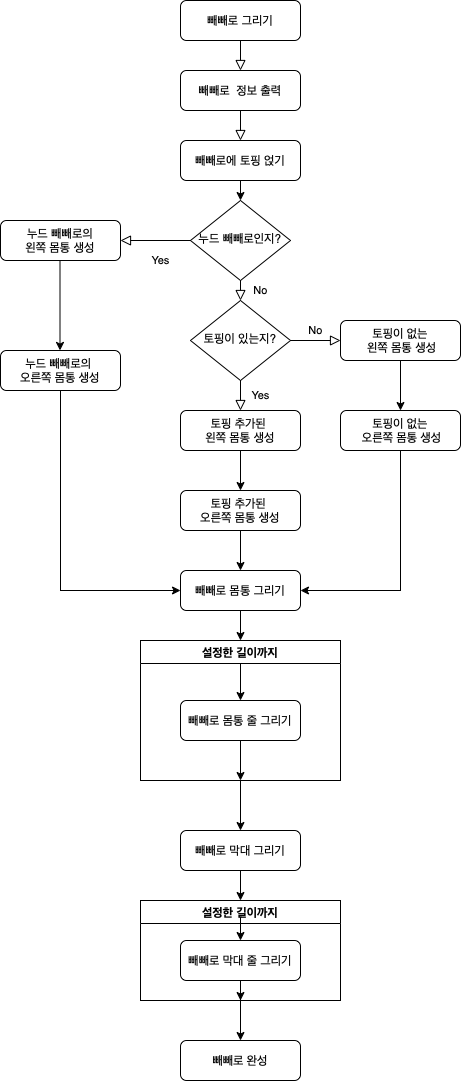 빼빼로 그리기
빼빼로  정보 출력
빼빼로에 토핑 얹기
누드 빼빼로인지?
누드 빼빼로의
왼쪽 몸통 생성
Yes
No
누드 빼빼로의
오른쪽 몸통 생성
토핑이 있는지?
No
토핑이 없는
왼쪽 몸통 생성
Yes
토핑 추가된
왼쪽 몸통 생성
토핑이 없는
오른쪽 몸통 생성
토핑 추가된
오른쪽 몸통 생성
빼빼로 몸통 그리기
설정한 길이까지
빼빼로 몸통 줄 그리기
빼빼로 막대 그리기
설정한 길이까지
빼빼로 막대 줄 그리기
빼빼로 완성